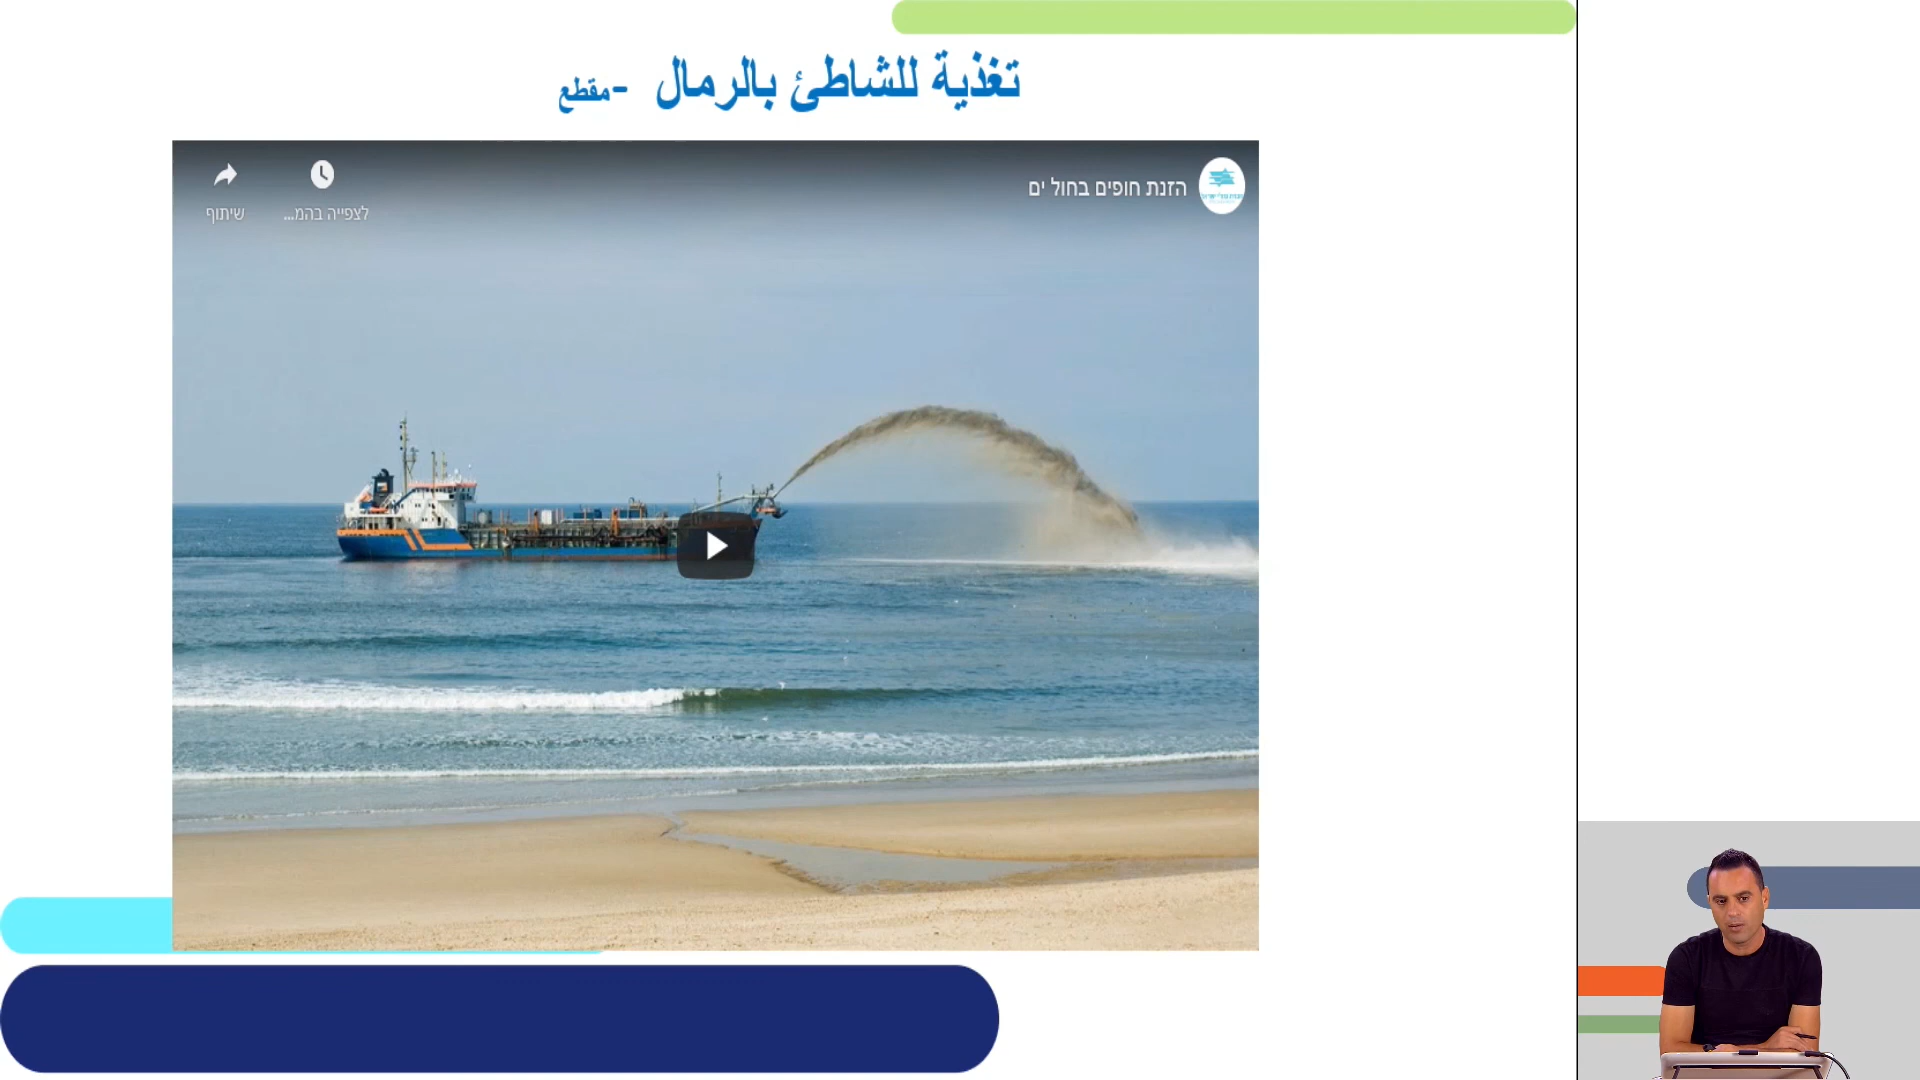 تغذية للشاطئ بالرمال -مقطع
הזנת חופים בחול ים
לצפייה בהמ...
שיתוף